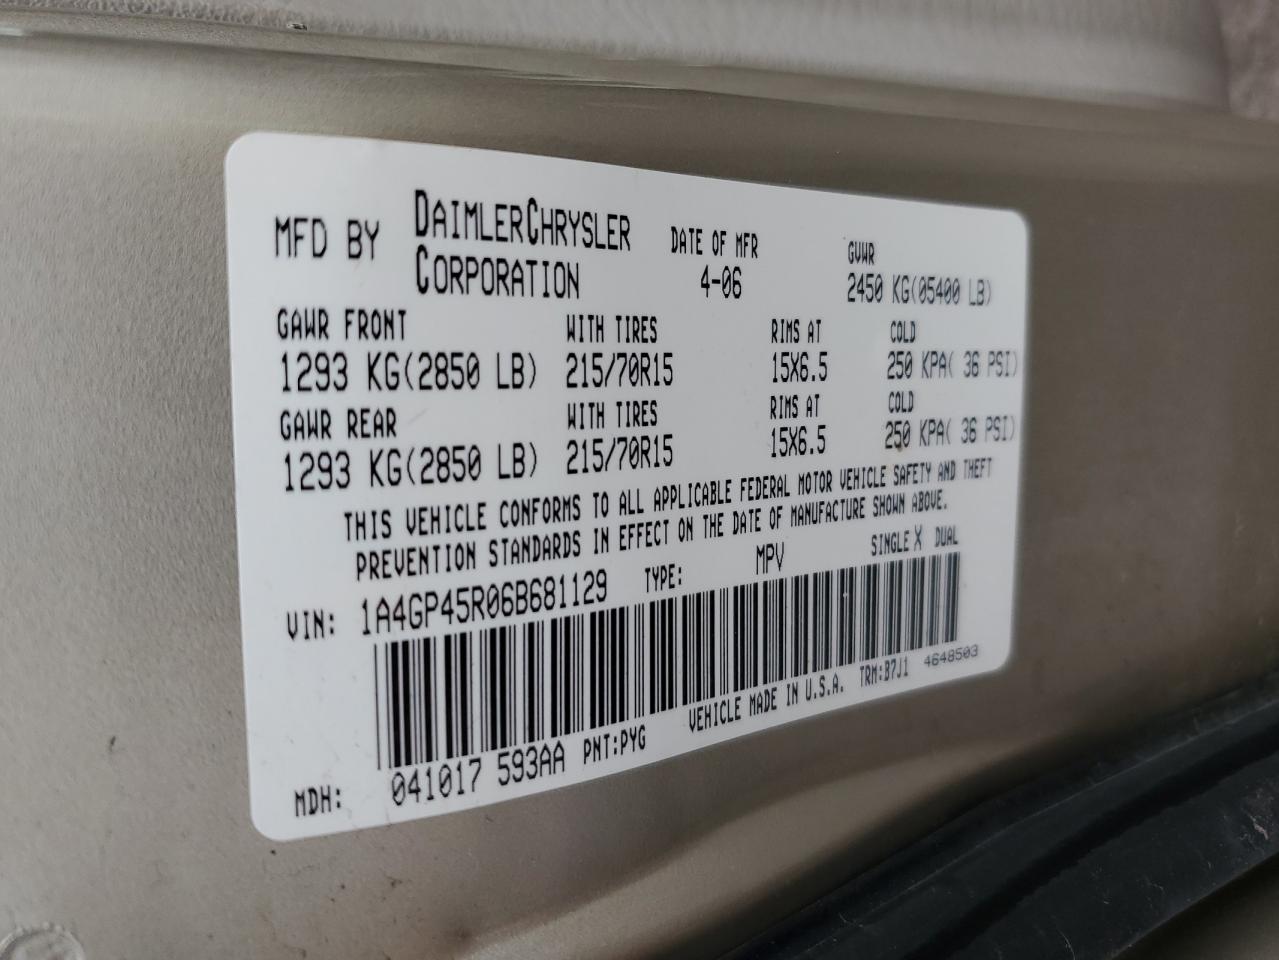 MFD BY DAIMLERCHRYSLER CORPORATION
DATE OF MFR 4-06
GVWR 2450 KG(05400 LB)
GAWR FRONT WITH TIRES RIMS AT COLD
1293 KG(2850 LB) 215/70R15 15X6.5 250 KPA( 36 PSI)
GAWR REAR WITH TIRES RIMS AT COLD
1293 KG(2850 LB) 215/70R15 15X6.5 250 KPA( 36 PSI)
THIS VEHICLE CONFORMS TO ALL APPLICABLE FEDERAL MOTOR VEHICLE SAFETY AND THEFT
PREVENTION STANDARDS IN EFFECT ON THE DATE OF MANUFACTURE SHOWN ABOVE.
VIN: 1A4GP45R06B681129 TYPE: MPV SINGLE X DUAL
MDH: 041017 593AA PNT:PYG VEHICLE MADE IN U.S.A. TRM:B7J1 4648503